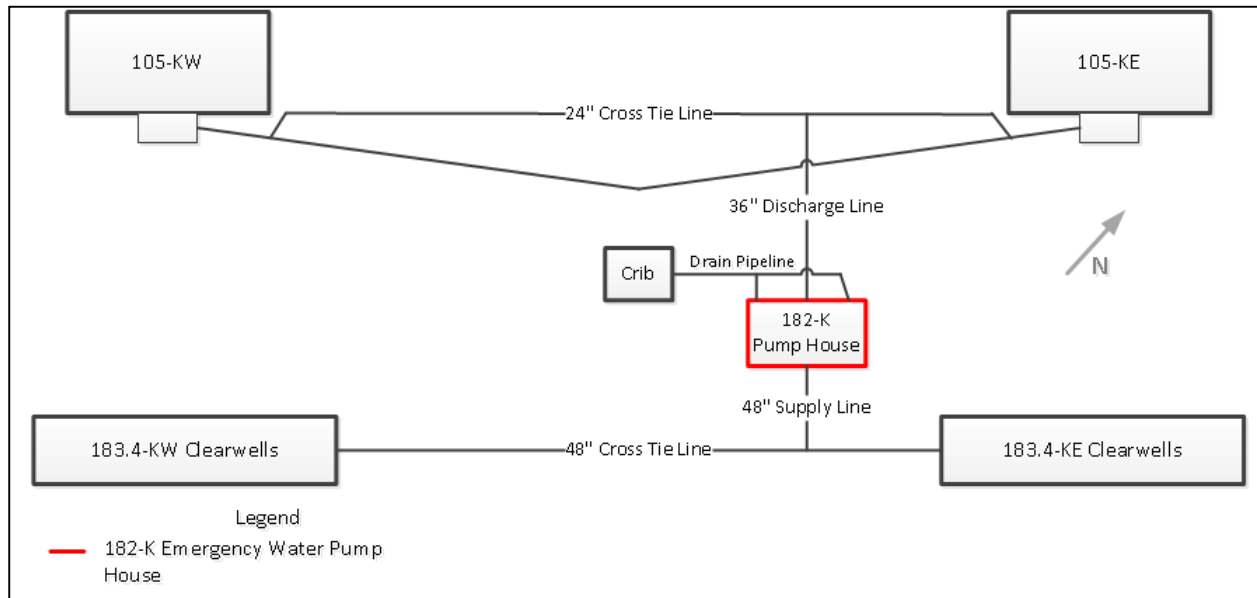 105-KW
105-KE
24" Cross Tie Line
36" Discharge Line
N
Drain Pipeline
Crib
182-K
Pump House
48" Supply Line
183.4-KW Clearwells
48" Cross Tie Line
183.4-KE Clearwells
Legend
182-K Emergency Water Pump
House